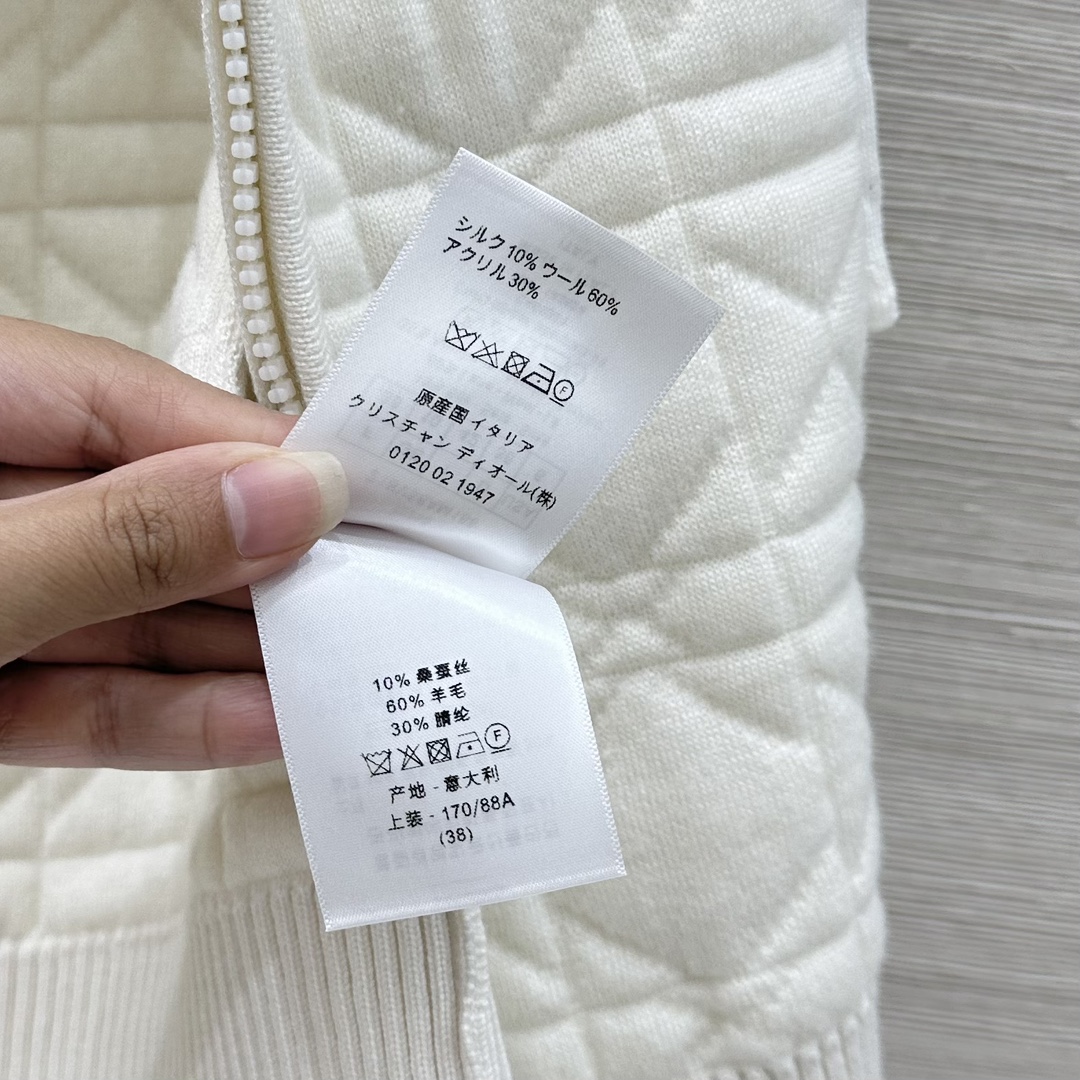 シルク10% ウール60%
アクリル30%
F
原産国イタリア
クリスチャン ディオール(株)
0120 02 1947
10% 桑蚕丝
60% 羊毛
30% 腈纶
F
产地 - 意大利
上装 - 170/88A
(38)